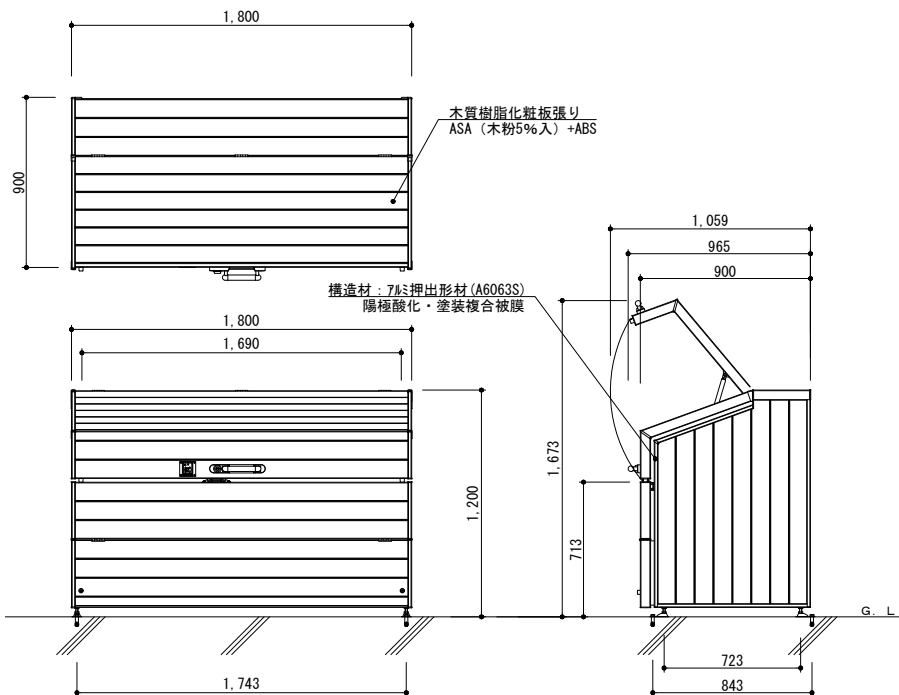 1,800
900
木質樹脂化粧板張り
ASA（木粉5%入）+ABS
1,059
965
900
構造材：アルミ押出形材(A6063S)
陽極酸化・塗装複合被膜
1,800
1,690
1,673
1,200
713
G. L
723
843
1,743